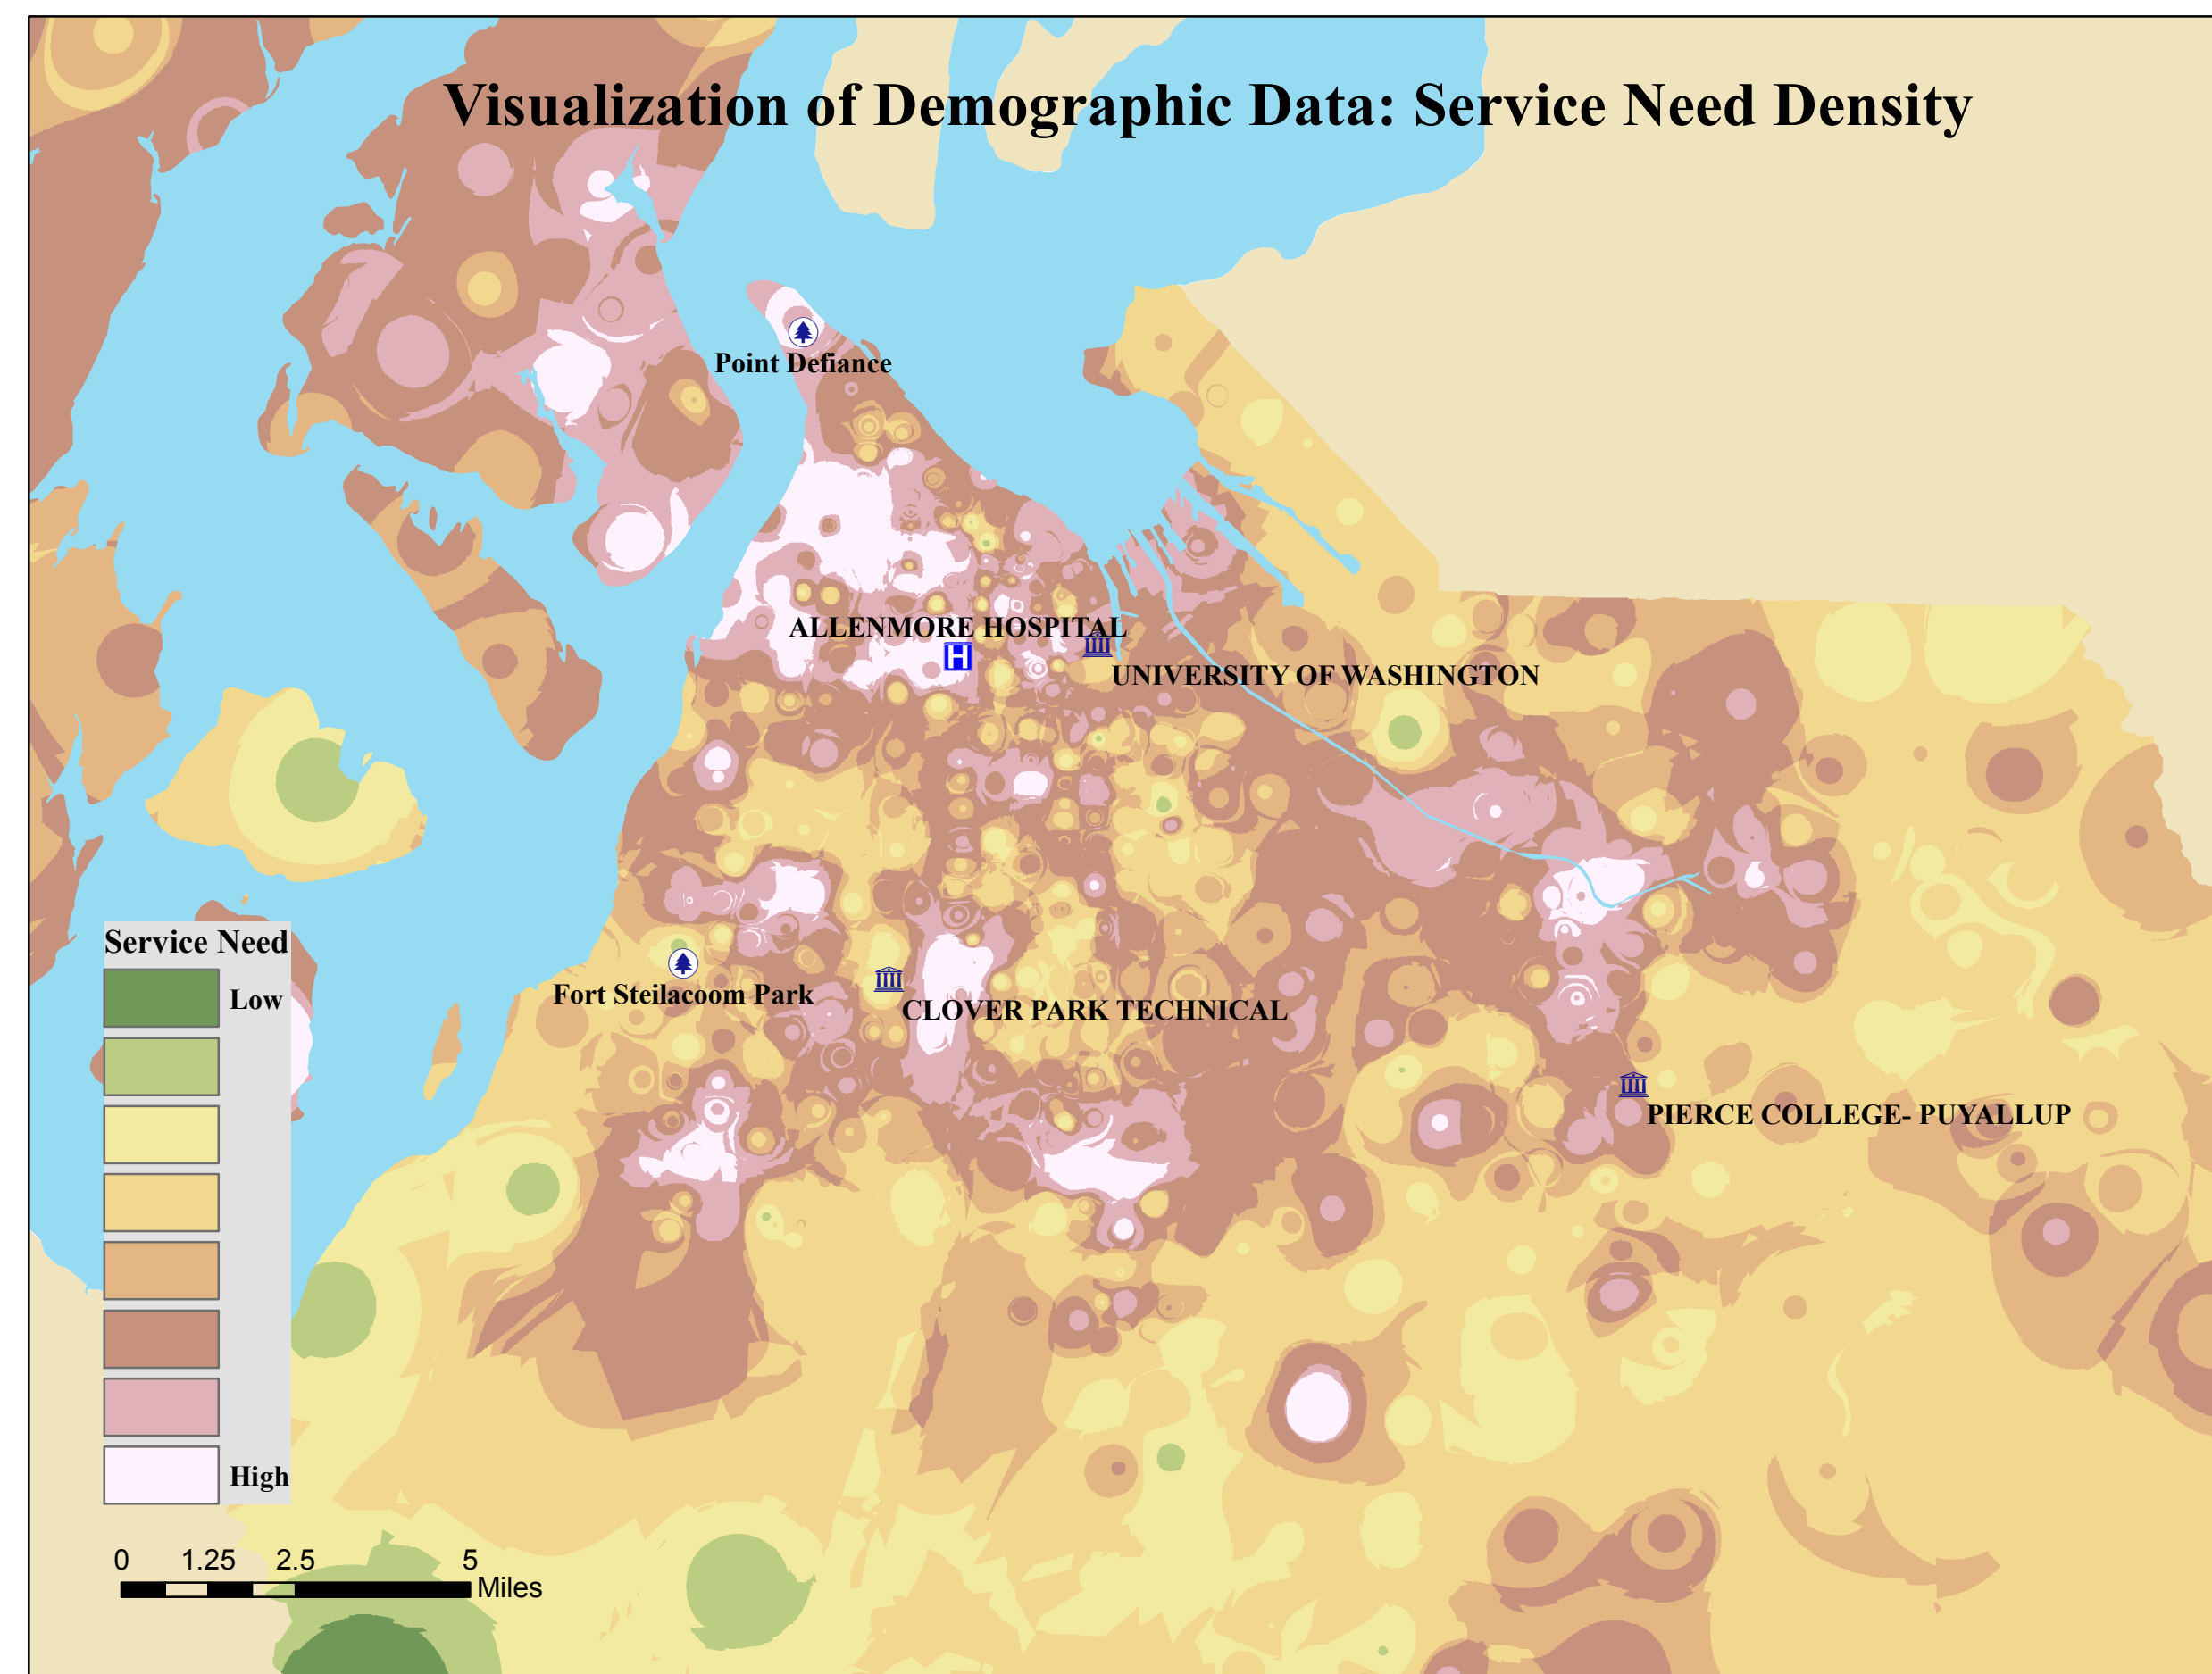 Visualization of Demographic Data: Service Need Density
Point Defiance
ALLENMORE HOSPITAL
H
UNIVERSITY OF WASHINGTON
Fort Steilacoom Park
CLOVER PARK TECHNICAL
PIERCE COLLEGE- PUYALLUP
Service Need
Low
High
0 1.25 2.5 5
Miles